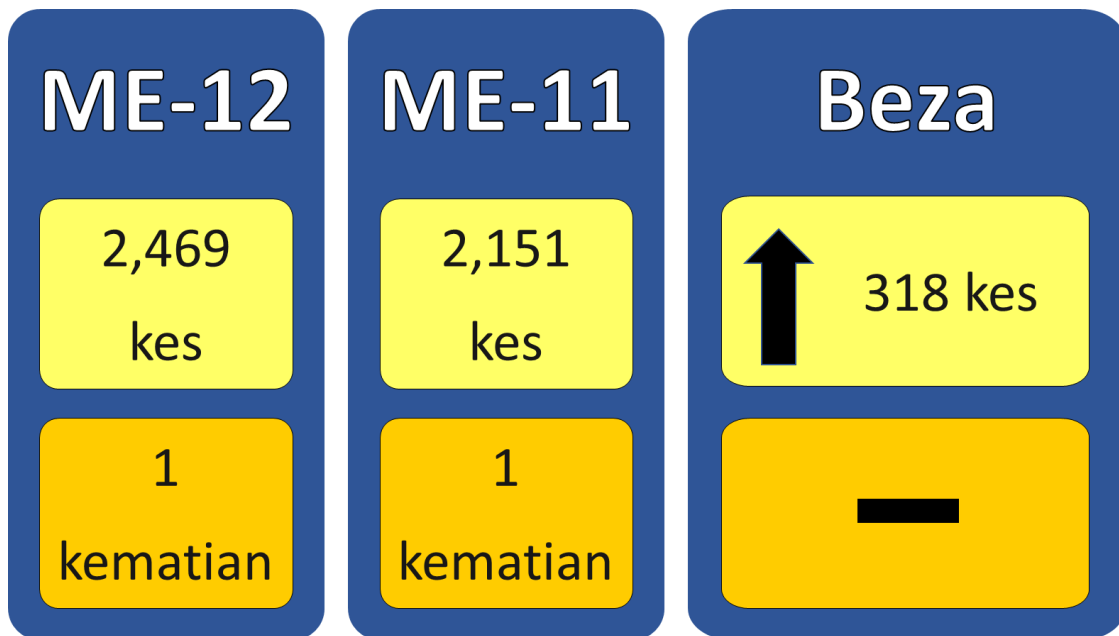 ME-12
2,469
kes
1
kematian
ME-11
2,151
kes
1
kematian
Beza
318 kes